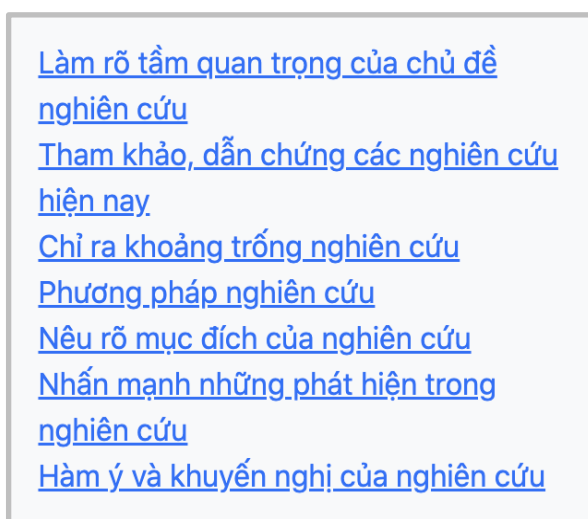 Làm rõ tầm quan trọng của chủ đề
nghiên cứu
Tham khảo, dẫn chứng các nghiên cứu
hiện nay
Chỉ ra khoảng trống nghiên cứu
Phương pháp nghiên cứu
Nêu rõ mục đích của nghiên cứu
Nhấn mạnh những phát hiện trong
nghiên cứu
Hàm ý và khuyến nghị của nghiên cứu